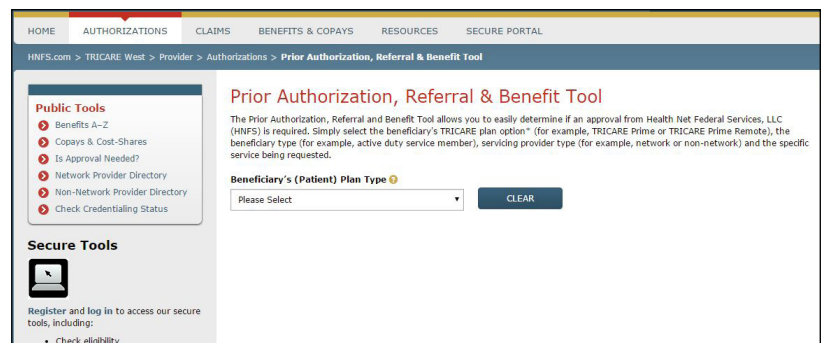 HOME AUTHORIZATIONS CLAIMS BENEFITS & COPAYS RESOURCES SECURE PORTAL
HNFS.com > TRICARE West > Provider > Authorizations > Prior Authorization, Referral & Benefit Tool
Public Tools
Benefits A–Z
Copays & Cost-Shares
Is Approval Needed?
Network Provider Directory
Non-Network Provider Directory
Check Credentialing Status
Secure Tools
Register and log in to access our secure
tools, including:
• Check eligibility
Prior Authorization, Referral & Benefit Tool
The Prior Authorization, Referral and Benefit Tool allows you to easily determine if an approval from Health Net Federal Services, LLC
(HNFS) is required. Simply select the beneficiary's TRICARE plan option* (for example, TRICARE Prime or TRICARE Prime Remote), the
beneficiary type (for example, active duty service member), servicing provider type (for example, network or non-network) and the specific
service being requested.
Beneficiary's (Patient) Plan Type ?
Please Select
CLEAR